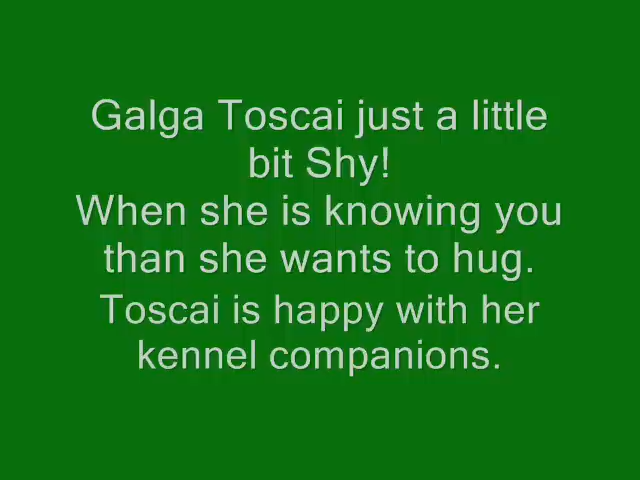 Galga Toscai just a little
bit Shy!
When she is knowing you
than she wants to hug.
Toscai is happy with her
kennel companions.